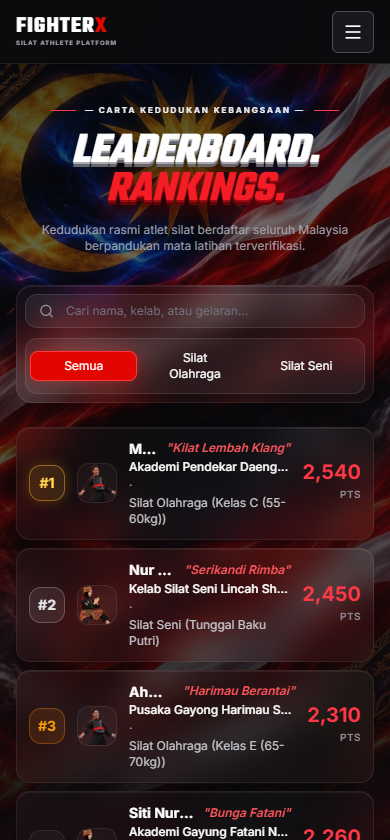 FIGHTERX
SILAT ATHLETE PLATFORM
— CARTA KEDUDUKAN KEBANGSAAN —
LEADERBOARD.
RANKINGS.
Kedudukan rasmi atlet silat berdaftar seluruh Malaysia
berpandukan mata latihan terverifikasi.
Cari nama, kelab, atau gelaran...
Semua
Silat
Olahraga
Silat Seni
#1
M... "Kilat Lembah Klang"
Akademi Pendekar Daeng...
·
Silat Olahraga (Kelas C (55-
60kg))
2,540
PTS
#2
Nur ... "Serikandi Rimba"
Kelab Silat Seni Lincah Sh...
·
Silat Seni (Tunggal Baku
Putri)
2,450
PTS
#3
Ah... "Harimau Berantai"
Pusaka Gayong Harimau S...
·
Silat Olahraga (Kelas E (65-
70kg))
2,310
PTS
Siti Nur... "Bunga Fatani"
Akademi Gayung Fatani N...
2,260